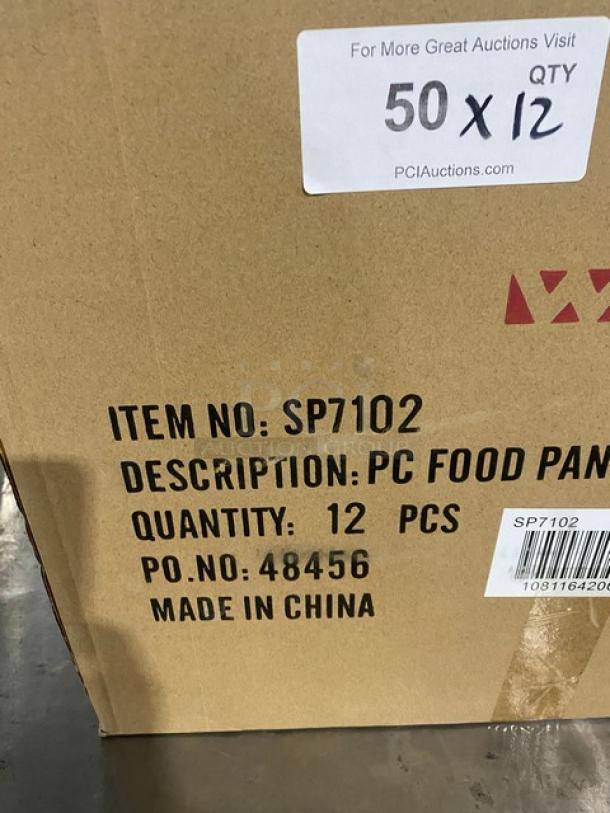 For More Great Auctions Visit
QTY
50 x 12
PCIAuctions.com
W
ITEM NO: SP7102
DESCRIPTION: PC FOOD PAN
QUANTITY: 12 PCS
PO.NO: 48456
MADE IN CHINA
SP7102